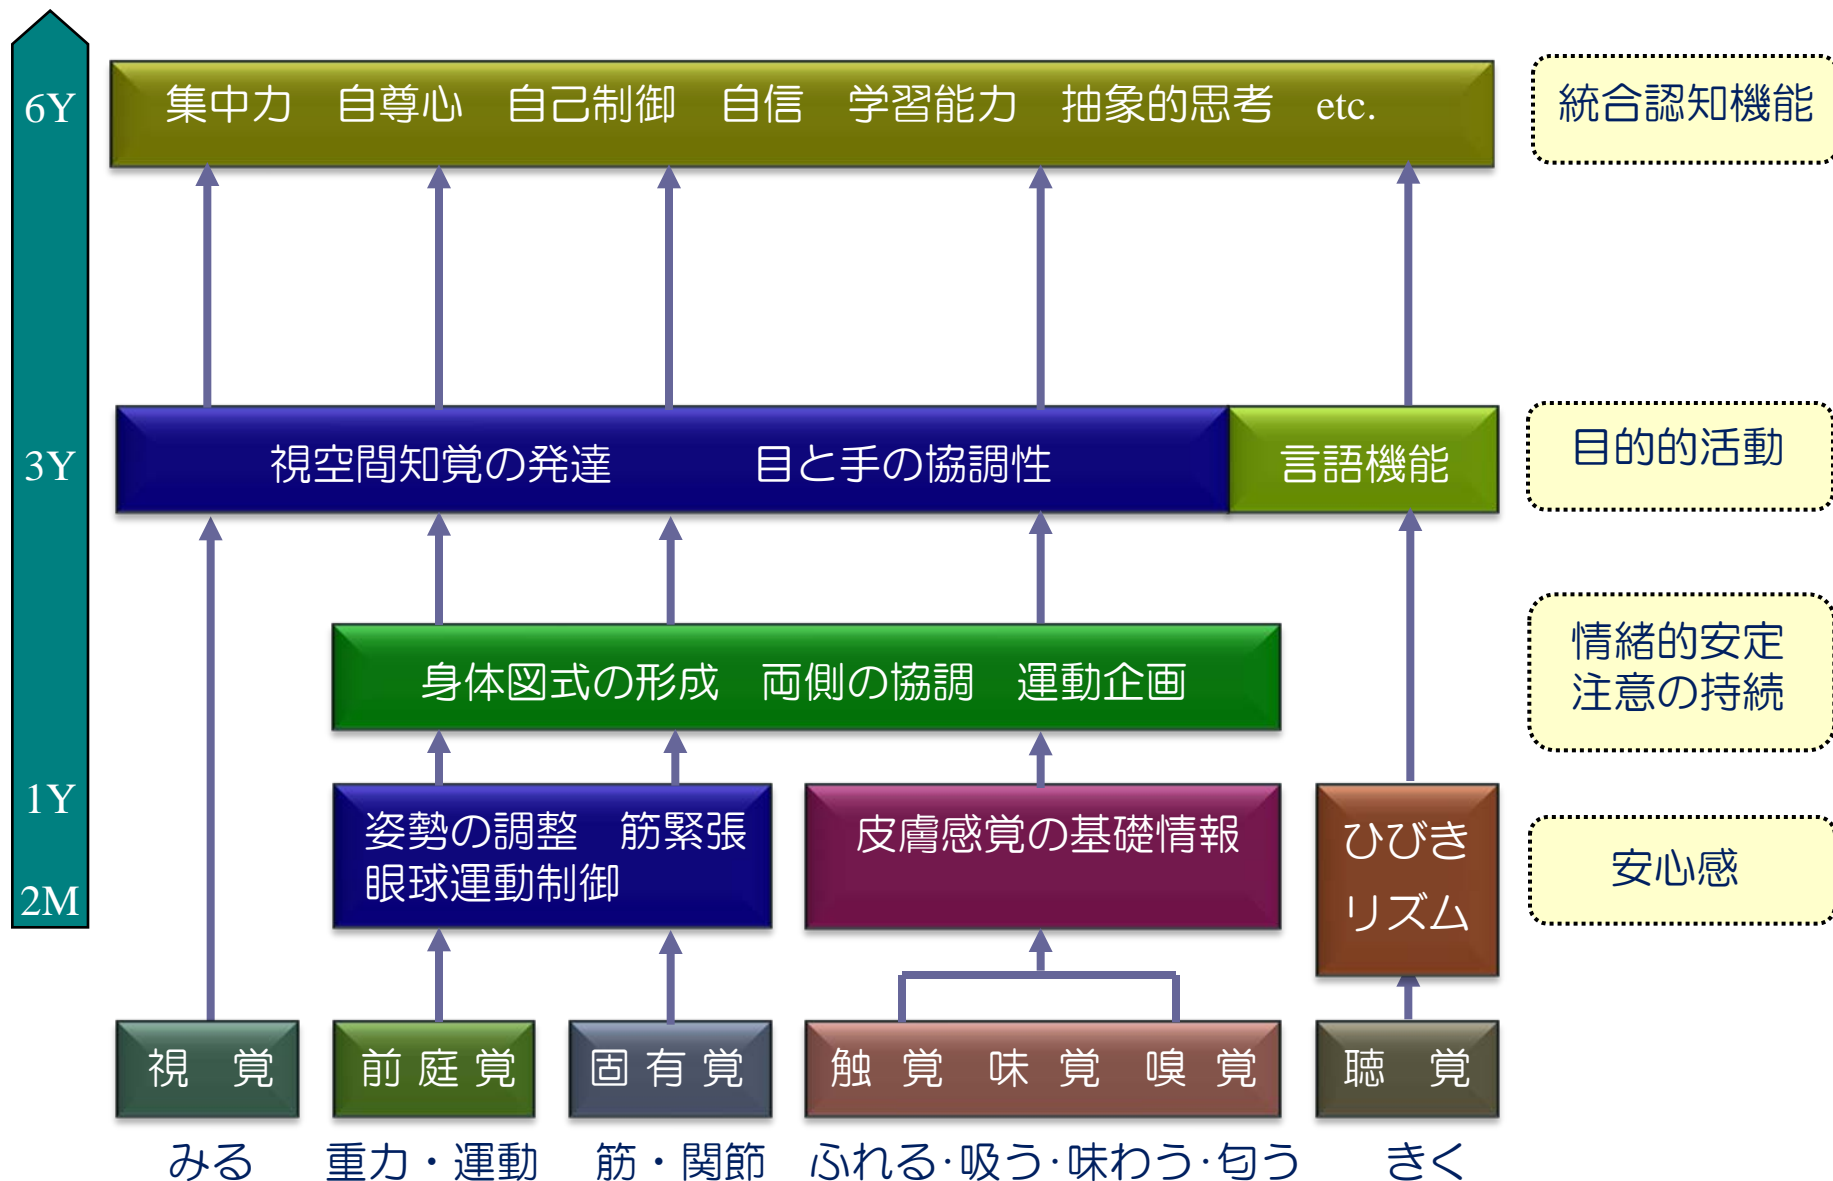 6Y
集中力 自尊心 自己制御 自信 学習能力 抽象的思考 etc.
統合認知機能
3Y
視空間知覚の発達 目と手の協調性
言語機能
目的的活動
身体図式の形成 両側の協調 運動企画
情緒的安定
注意の持続
1Y
2M
姿勢の調整 筋緊張
眼球運動制御
皮膚感覚の基礎情報
ひびき
リズム
安心感
視 覚
前 庭 覚
固 有 覚
触 覚 味 覚 嗅 覚
聴 覚
みる
重力・運動
筋・関節
ふれる・吸う・味わう・匂う
きく